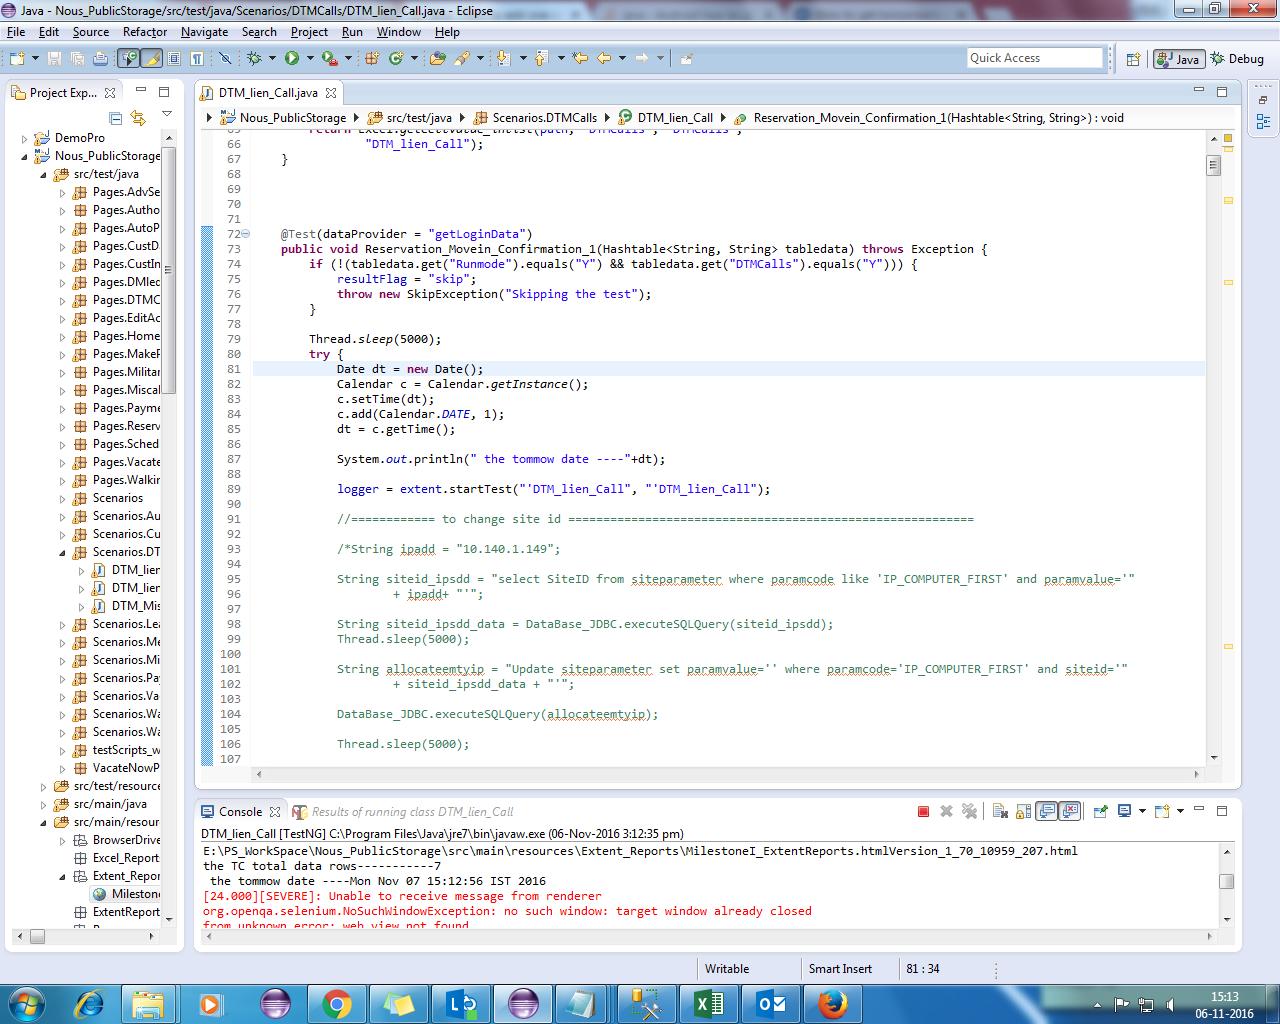 Java - Nous_PublicStorage/src/test/java/Scenarios/DTMCalls/DTM_lien_Call.java - Eclipse
File Edit Source Refactor Navigate Search Project Run Window Help
Quick Access
Java
Debug
Project Exp...
DemoPro
Nous_PublicStorage
src/test/java
Pages.AdvSe
Pages.Autho
Pages.AutoP
Pages.CustD
Pages.CustIn
Pages.DMIed
Pages.DTMC
Pages.EditAc
Pages.Home
Pages.MakeP
Pages.Militar
Pages.Miscal
Pages.Payme
Pages.Reserv
Pages.Sched
Pages.Vacate
Pages.Walkin
Scenarios
Scenarios.Au
Scenarios.Cu
Scenarios.DT
DTM_lier
DTM_lier
DTM_Mis
Scenarios.Lea
Scenarios.Me
Scenarios.Mi
Scenarios.Pa
Scenarios.Va
Scenarios.Wa
Scenarios.Wa
testScripts_w
VacateNowP
src/test/resource
src/main/java
src/main/resour
BrowserDrive
Excel_Report
Extent_Repor
Mileston
ExtentReport
DTM_lien_Call.java
Nous_PublicStorage src/test/java Scenarios.DTMCalls DTM_lien_Call Reservation_Movein_Confirmation_1(Hashtable<String, String>) : void
65 return Excel.getCellValue_inlist(path, "DTMCalls", "DTMCalls",
66 "DTM_lien_Call");
67 }
68
69
70
71
72 @Test(dataProvider = "getLoginData")
73 public void Reservation_Movein_Confirmation_1(Hashtable<String, String> tabledata) throws Exception {
74 if (!(tabledata.get("Runmode").equals("Y") && tabledata.get("DTMCalls").equals("Y"))) {
75 resultFlag = "skip";
76 throw new SkipException("Skipping the test");
77 }
78
79 Thread.sleep(5000);
80 try {
81 Date dt = new Date();
82 Calendar c = Calendar.getInstance();
83 c.setTime(dt);
84 c.add(Calendar.DATE, 1);
85 dt = c.getTime();
86
87 System.out.println(" the tommow date ----"+dt);
88
89 logger = extent.startTest("'DTM_lien_Call", "'DTM_lien_Call");
90
91 //============ to change site id ==========================================================
92
93 /*String ipadd = "10.140.1.149";
94
95 String siteid_ipsdd = "select SiteID from siteparameter where paramcode like 'IP_COMPUTER_FIRST' and paramvalue='"
96 + ipadd+ "'";
97
98 String siteid_ipsdd_data = DataBase_JDBC.executeSQLQuery(siteid_ipsdd);
99 Thread.sleep(5000);
100
101 String allocateemtyip = "Update siteparameter set paramvalue='' where paramcode='IP_COMPUTER_FIRST' and siteid='"
102 + siteid_ipsdd_data + "'";
103
104 DataBase_JDBC.executeSQLQuery(allocateemtyip);
105
106 Thread.sleep(5000);
107
Console Results of running class DTM_lien_Call
DTM_lien_Call [TestNG] C:\Program Files\Java\jre7\bin\javaw.exe (06-Nov-2016 3:12:35 pm)
E:\PS_WorkSpace\Nous_PublicStorage\src\main\resources\Extent_Reports\MilestoneI_ExtentReports.htmlVersion_1_70_10959_207.html
the TC total data rows-----------7
the tommow date ----Mon Nov 07 15:12:56 IST 2016
[24.000][SEVERE]: Unable to receive message from renderer
org.openqa.selenium.NoSuchWindowException: no such window: target window already closed
from unknown error: web view not found
Writable Smart Insert 81 : 34
15:13
06-11-2016